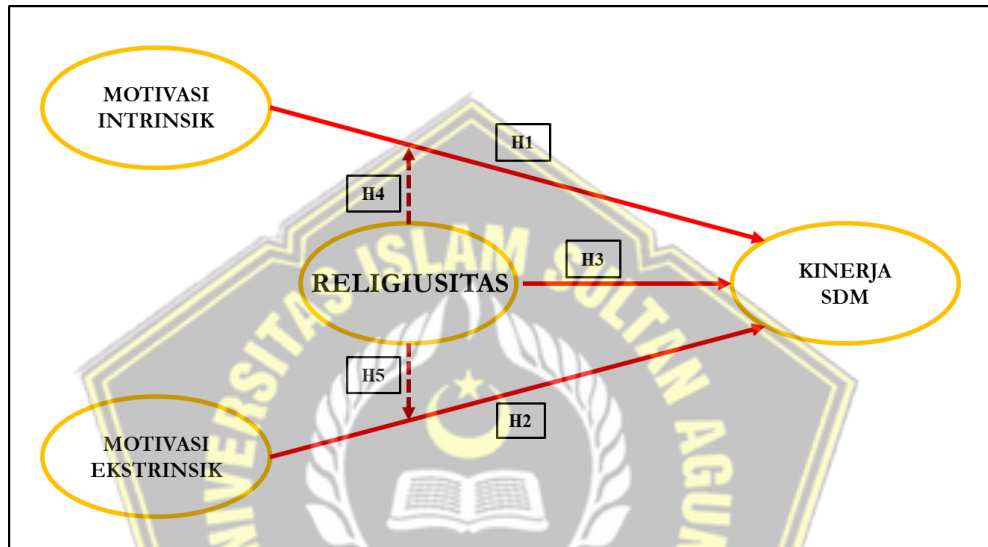 MOTIVASI
INTRINSIK
H1
H4
RELIGIUSITAS
H3
KINERJA
SDM
H5
H2
MOTIVASI
EKSTRINSIK
UNIVERSITAS ISLAM SULTAN AGUN